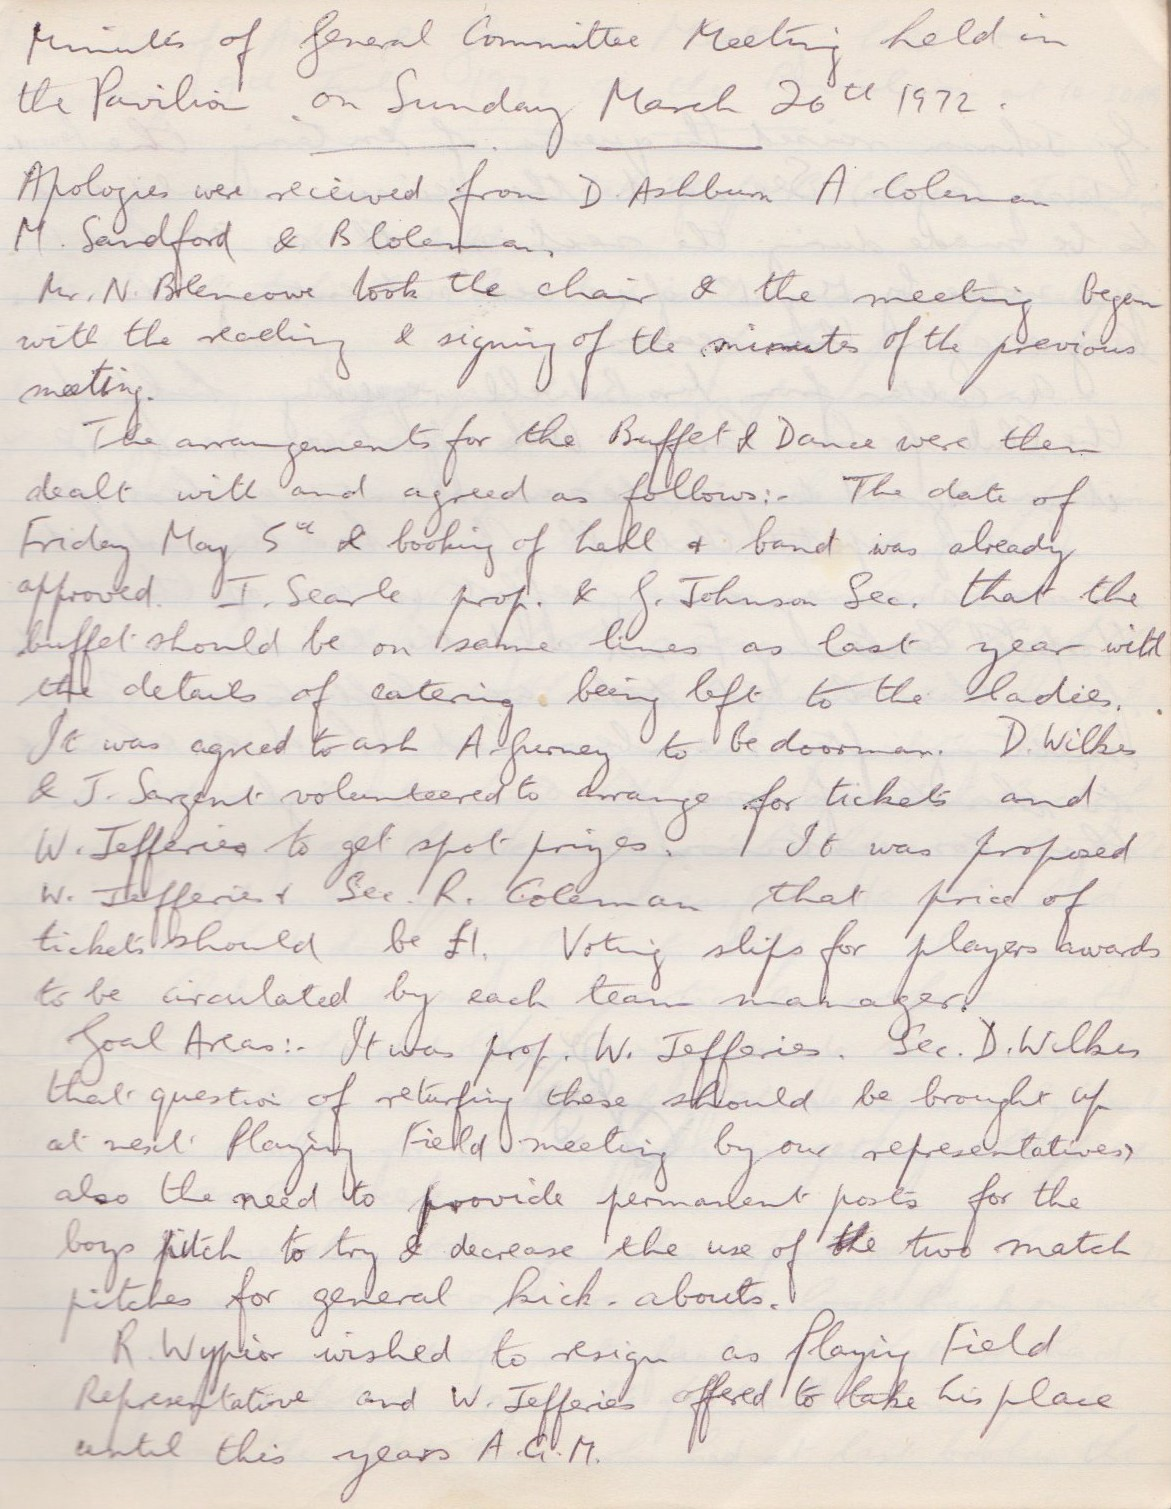 Minutes of General Committee Meeting held in
the Pavilion on Sunday March 26th 1972.
Apologies were recieved from D. Ashburn A Coleman
M. Sandford & B Coleman.
Mr. N. Blencowe took the chair & the meeting began
with the reading & signing of the minutes of the previous
meeting.
The arrangements for the Buffet & Dance were then
dealt with and agreed as follows:- The date of
Friday May 5th & booking of hall & band was already
approved. I. Searle prop. & G. Johnson Sec. that the
buffet should be on same lines as last year with
the details of catering being left to the ladies.
It was agreed to ask A. Gurney to be doorman. D. Wilkes
& J. Sargent volunteered to arrange for tickets and
W. Jefferies to get spot prizes. It was proposed
W. Jefferies & Sec. R. Coleman that price of
tickets should be £1. Voting slips for players awards
to be circulated by each team manager.
Goal Areas:- It was prop. W. Jefferies. Sec. D. Wilkes
that question of returfing these should be brought up
at next Playing Field meeting by our representatives,
also the need to provide permanent posts for the
boys pitch to try & decrease the use of the two match
pitches for general kick-abouts.
R. Wypior wished to resign as Playing Field
Representative and W. Jefferies offered to take his place
until this years A.G.M.